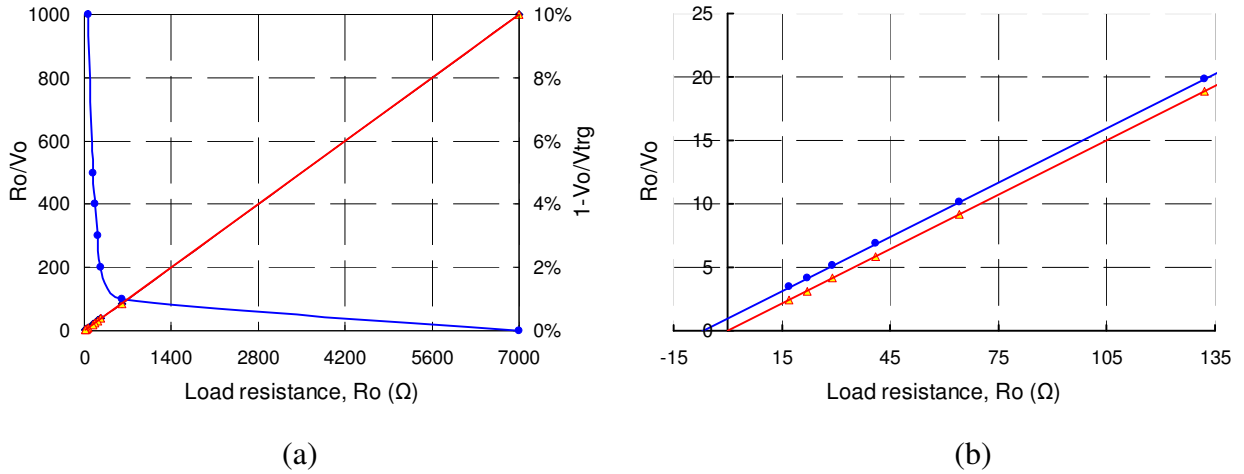 1000
800
600
400
200
0
Ro/Vo
10%
8%
6%
4%
2%
0%
1-Vo/Vtrg
0 1400 2800 4200 5600 7000
Load resistance, Ro (Ω)
(a)
25
20
15
10
5
0
Ro/Vo
-15 15 45 75 105 135
Load resistance, Ro (Ω)
(b)